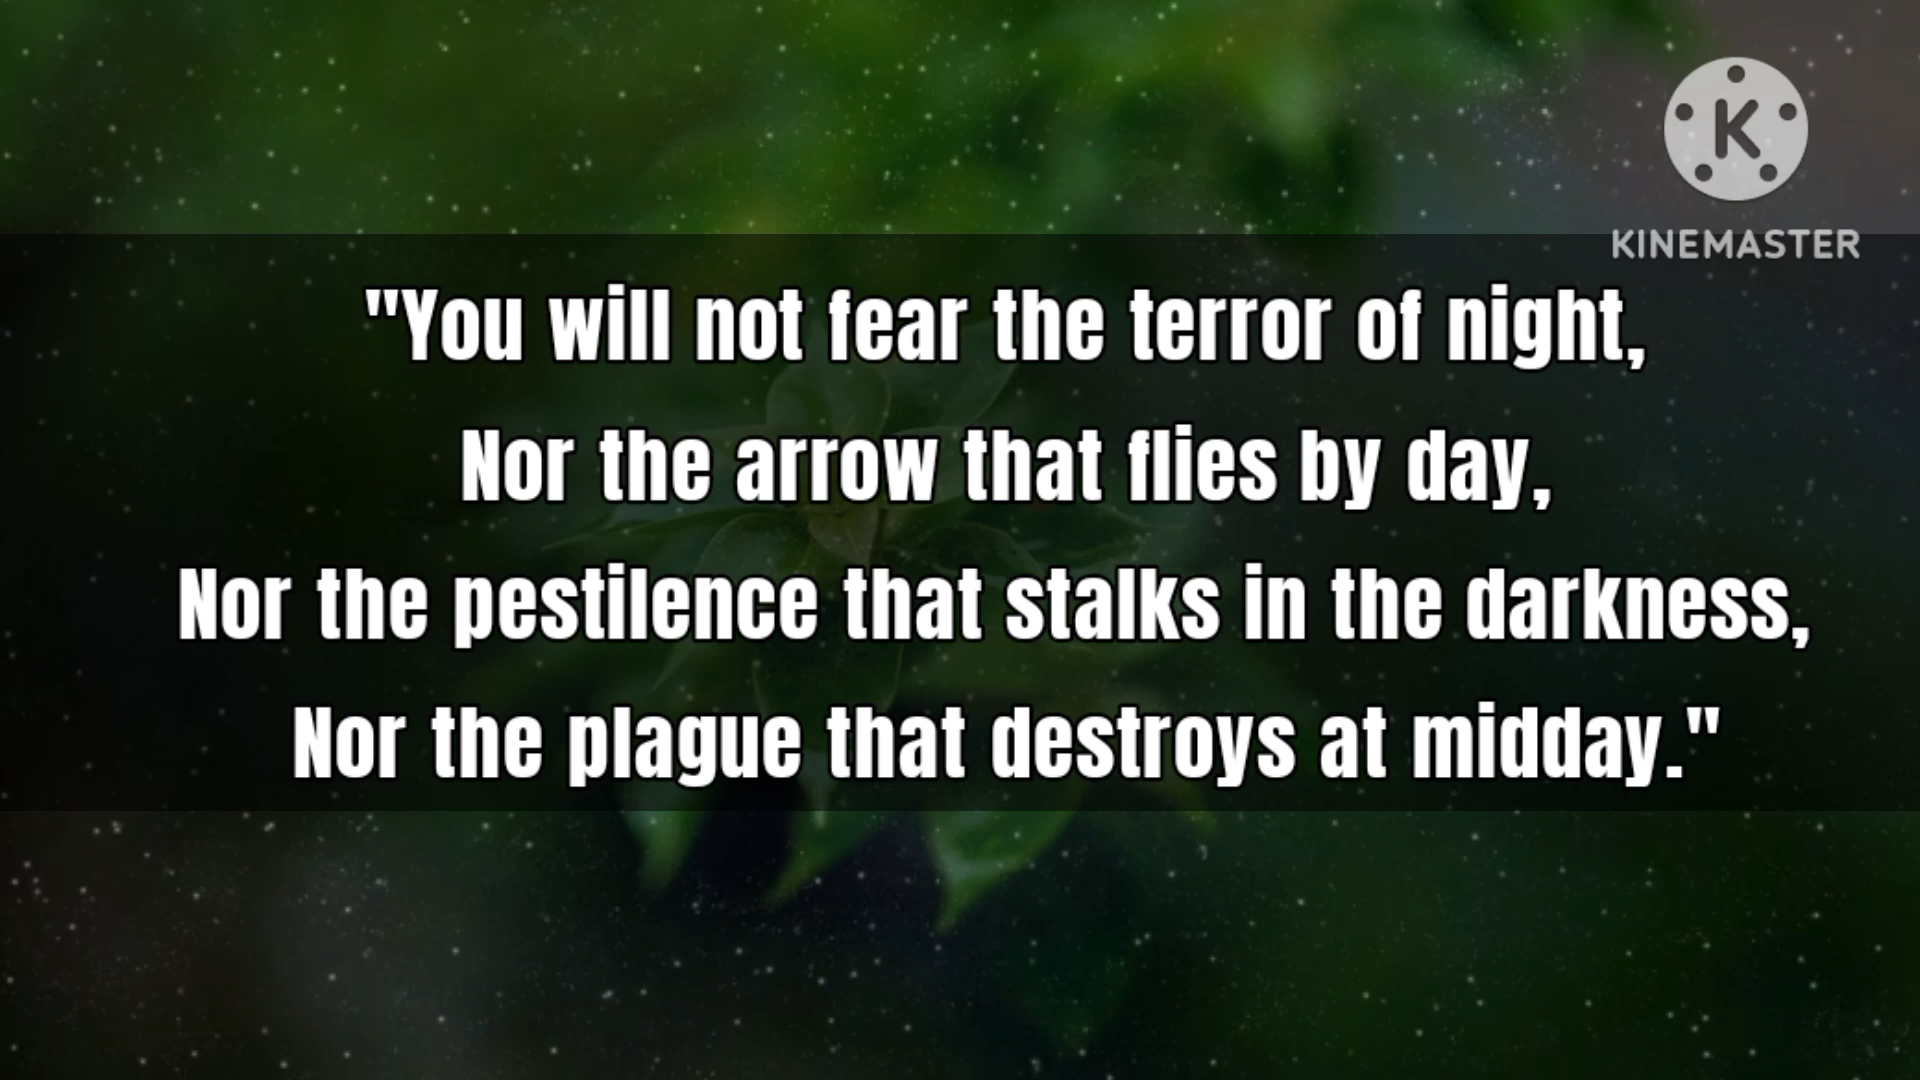 K
KINEMASTER
"You will not fear the terror of night,
Nor the arrow that flies by day,
Nor the pestilence that stalks in the darkness,
Nor the plague that destroys at midday."